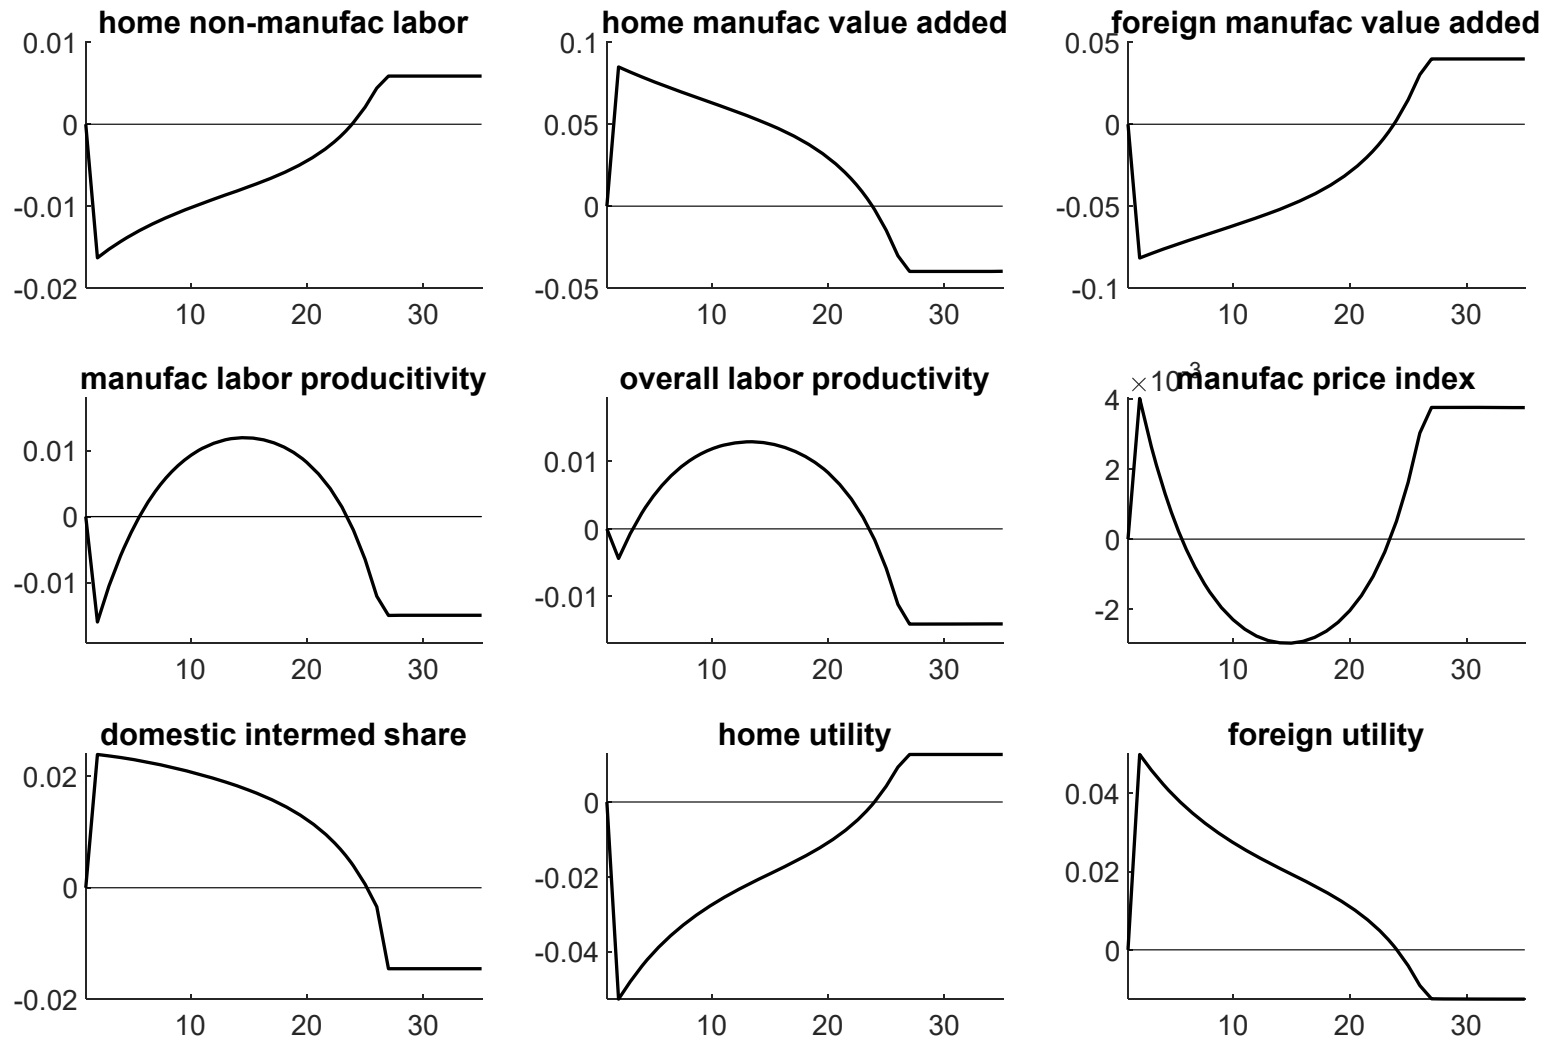 home non-manufac labor
0.01
0
-0.01
-0.02
10 20 30
home manufac value added
0.1
0.05
0
-0.05
10 20 30
foreign manufac value added
0.05
0
-0.05
-0.1
10 20 30
manufac labor producitivity
0.01
0
-0.01
10 20 30
overall labor productivity
0.01
0
-0.01
10 20 30
manufac price index
×10-3
4
2
0
-2
10 20 30
domestic intermed share
0.02
0
-0.02
10 20 30
home utility
0
-0.02
-0.04
10 20 30
foreign utility
0.04
0.02
0
10 20 30